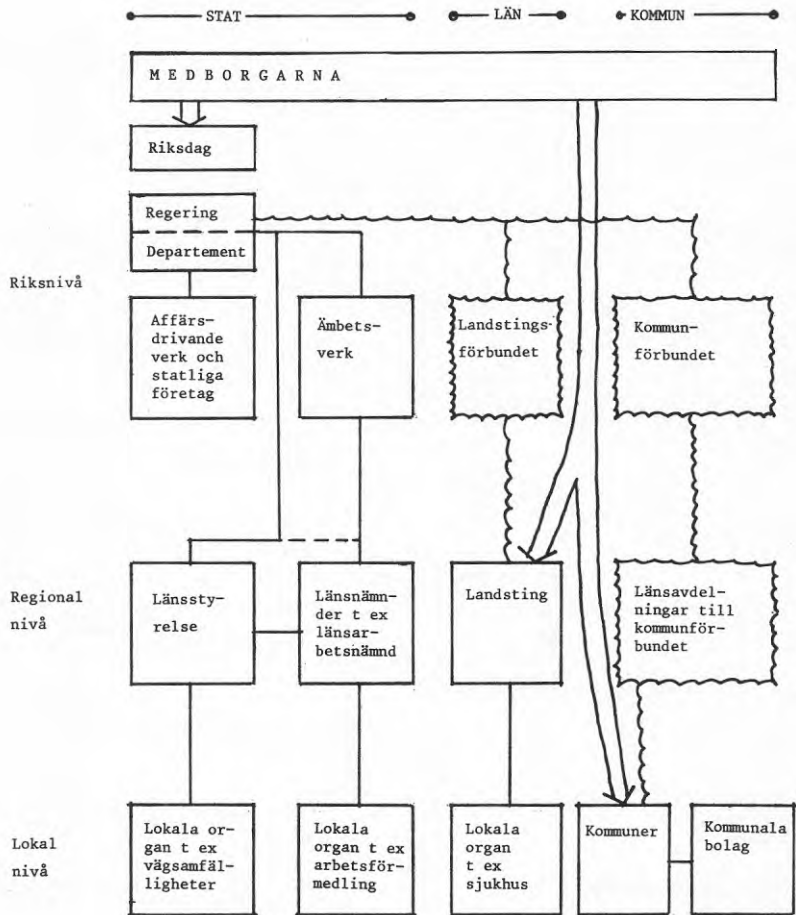 STAT LÄN KOMMUN
MEDBORGARNA
Riksdag
Regering
Departement
Riksnivå
Affärs-
drivande
verk och
statliga
företag
Ämbets-
verk
Landstings-
förbundet
Kommun-
förbundet
Regional
nivå
Länssty-
relse
Länsnämn-
der t ex
länsar-
betsnämnd
Landsting
Länsavdel-
ningar till
kommunför-
bundet
Lokal
nivå
Lokala or-
gan t ex
vägsamfäl-
ligheter
Lokala
organ t ex
arbetsför-
medling
Lokala
organ
t ex
sjukhus
Kommuner
Kommunala
bolag